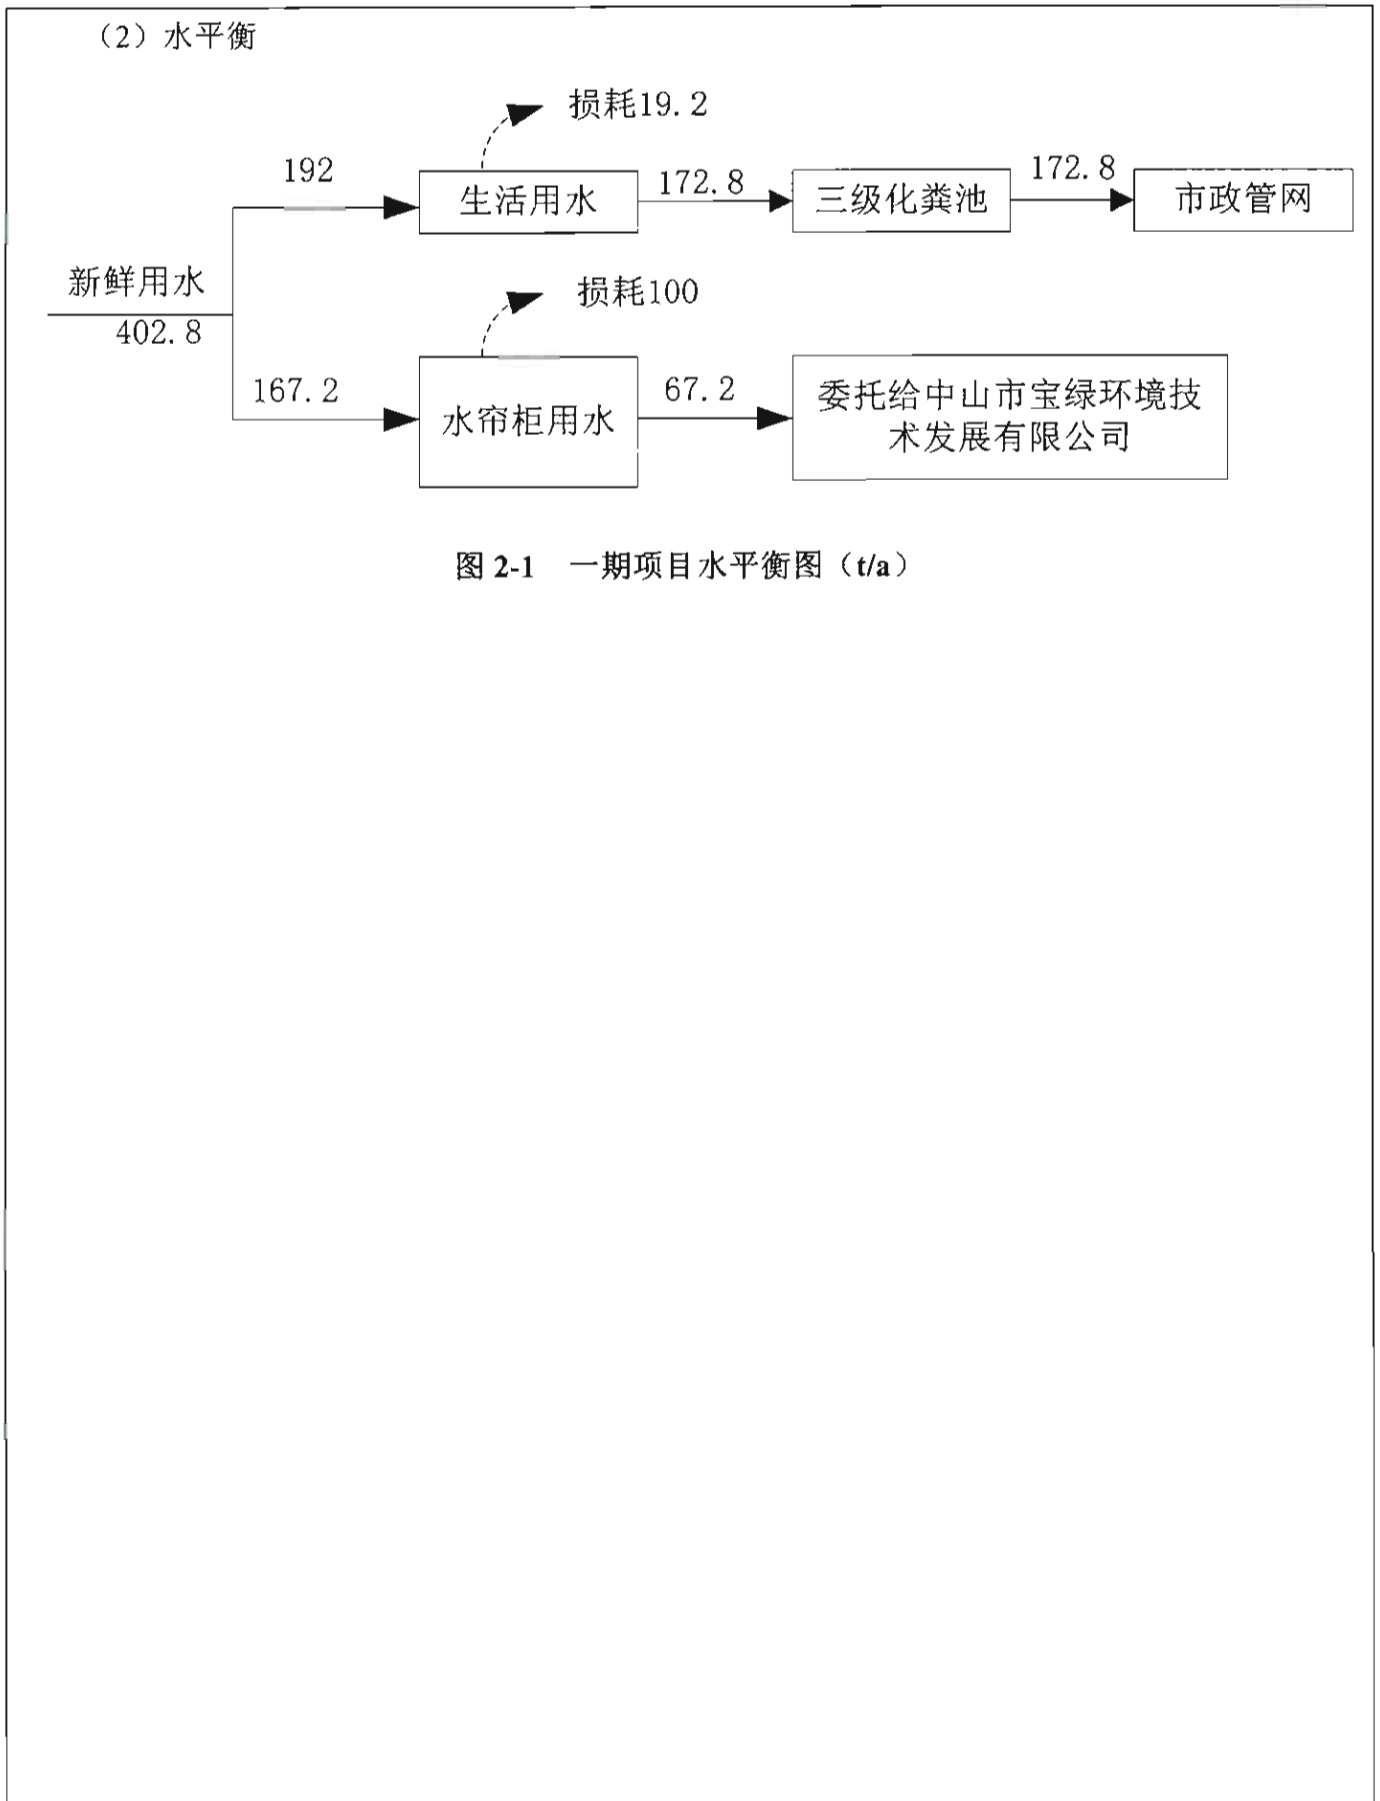 （2）水平衡
损耗19.2
192
生活用水
172.8
三级化粪池
172.8
市政管网
新鲜用水
402.8
损耗100
167.2
水帘柜用水
67.2
委托给中山市宝绿环境技
术发展有限公司
图 2-1 一期项目水平衡图（t/a）